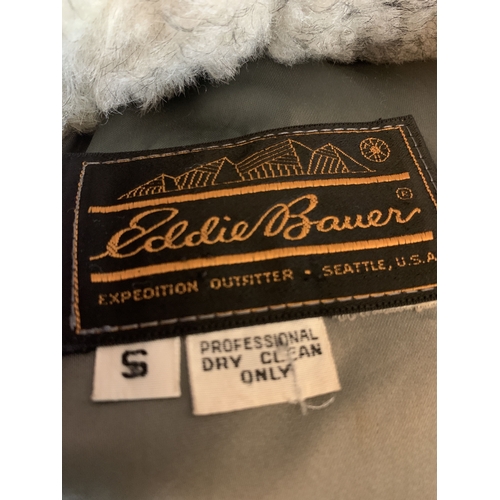 Eddie Bauer ®
EXPEDITION OUTFITTER • SEATTLE, U.S.A
S
PROFESSIONAL
DRY CLEAN
ONLY